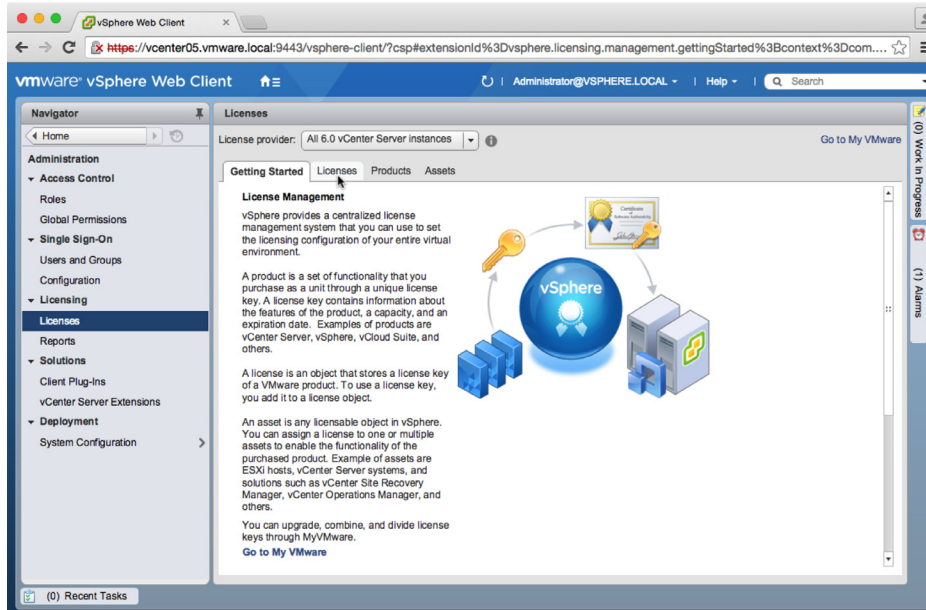 vSphere Web Client
https://vcenter05.vmware.local:9443/vsphere-client/?csp#extensionId%3Dvsphere.licensing.management.gettingStarted%3Bcontext%3Dcom....
vmware® vSphere Web Client
Administrator@VSPHERE.LOCAL
Help
Search
Navigator
Home
Administration
Access Control
Roles
Global Permissions
Single Sign-On
Users and Groups
Configuration
Licensing
Licenses
Reports
Solutions
Client Plug-Ins
vCenter Server Extensions
Deployment
System Configuration
Licenses
License provider: All 6.0 vCenter Server instances
Go to My VMware
Getting Started Licenses Products Assets
License Management
vSphere provides a centralized license
management system that you can use to set
the licensing configuration of your entire virtual
environment.
A product is a set of functionality that you
purchase as a unit through a unique license
key. A license key contains information about
the features of the product, a capacity, and an
expiration date. Examples of products are
vCenter Server, vSphere, vCloud Suite, and
others.
A license is an object that stores a license key
of a VMware product. To use a license key,
you add it to a license object.
An asset is any licensable object in vSphere.
You can assign a license to one or multiple
assets to enable the functionality of the
purchased product. Example of assets are
ESXi hosts, vCenter Server systems, and
solutions such as vCenter Site Recovery
Manager, vCenter Operations Manager, and
others.
You can upgrade, combine, and divide license
keys through MyVMware.
Go to My VMware
Certificate
vSphere
(0) Work In Progress
(1) Alarms
(0) Recent Tasks